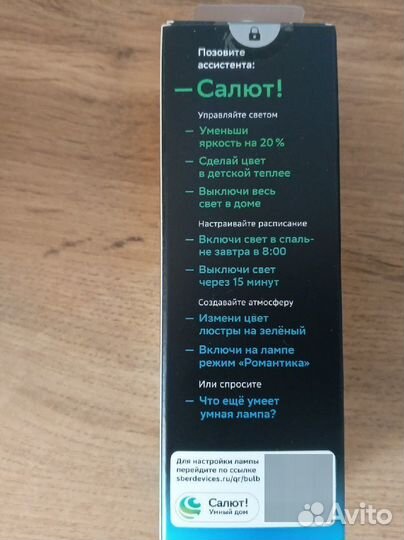 Позовите
ассистента:
— Салют!
Управляйте светом
— Уменьши
яркость на 20 %
— Сделай цвет
в детской теплее
— Выключи весь
свет в доме
Настраивайте расписание
— Включи свет в спаль-
не завтра в 8:00
— Выключи свет
через 15 минут
Создавайте атмосферу
— Измени цвет
люстры на зелёный
— Включи на лампе
режим «Романтика»
Или спросите
— Что ещё умеет
умная лампа?
Для настройки лампы
перейдите по ссылке
sberdevices.ru/qr/bulb
Салют!
Умный дом
Avito